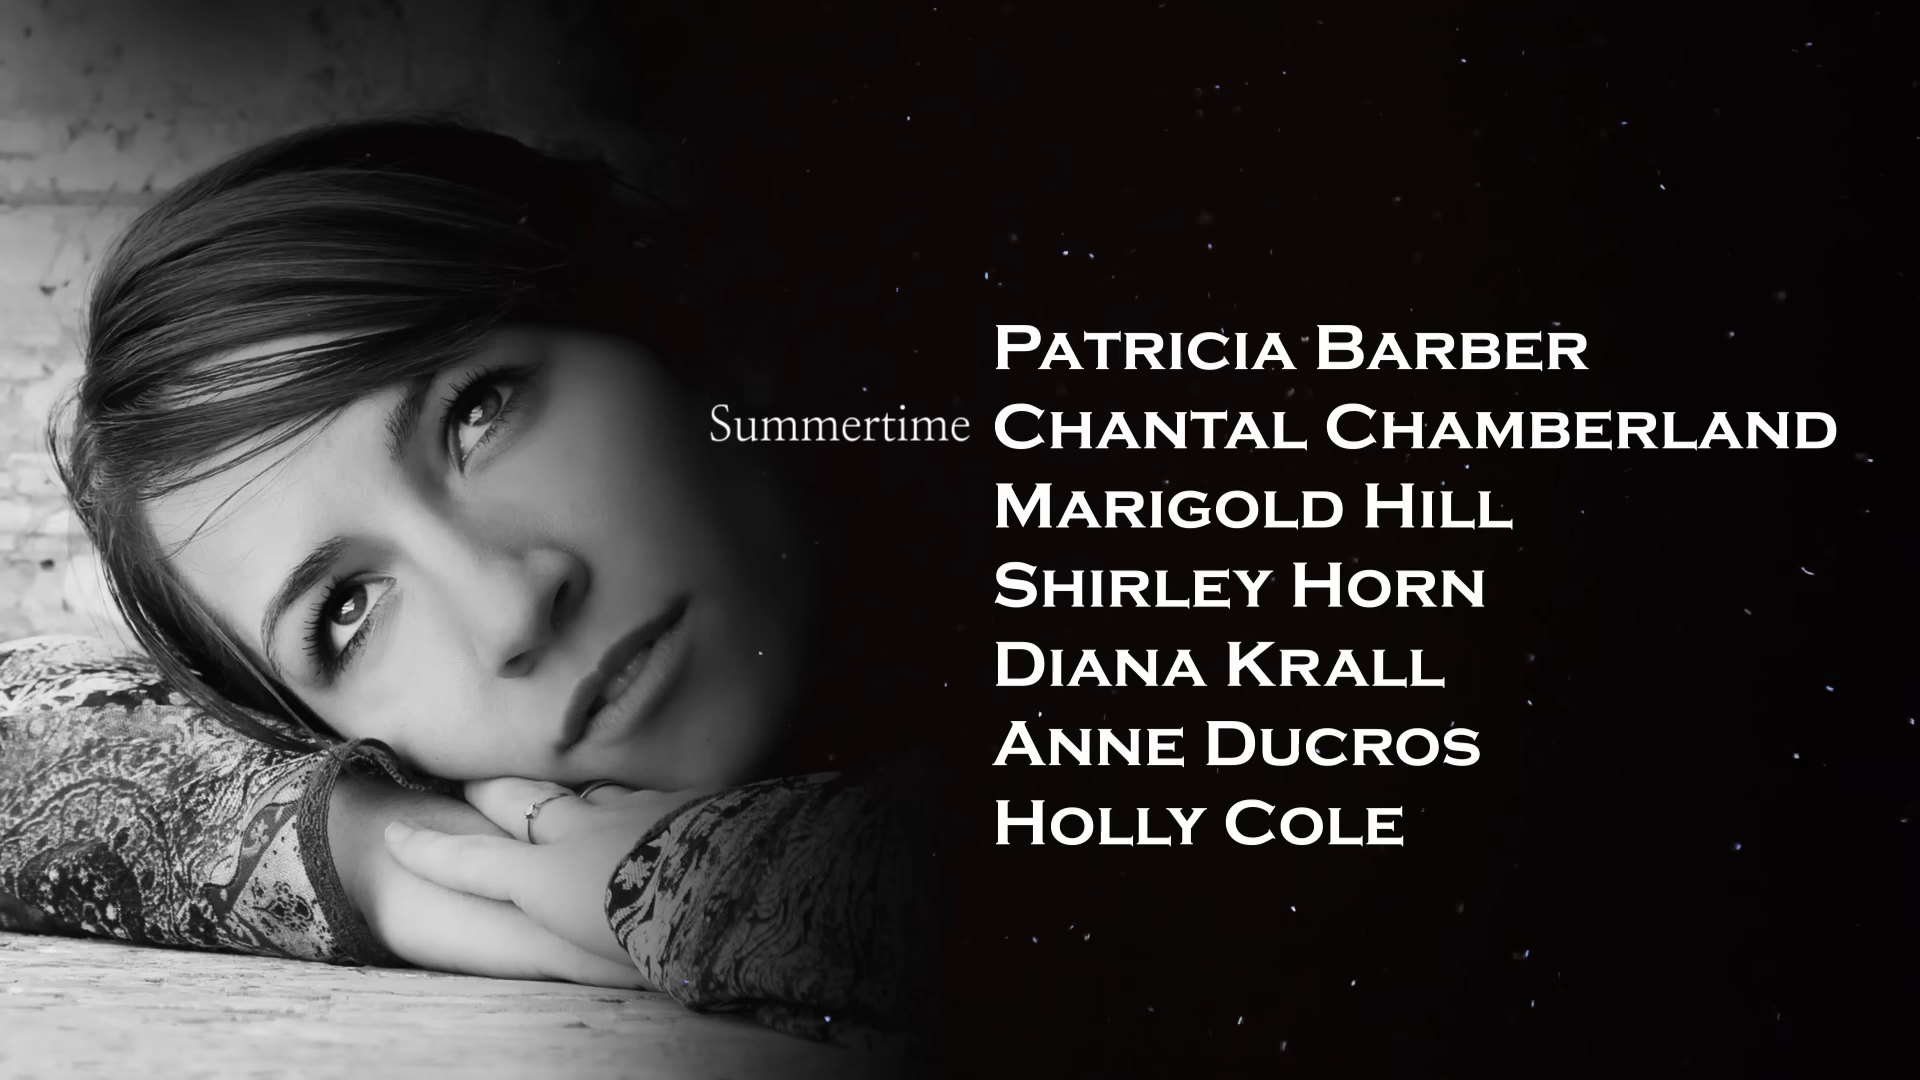 Patricia Barber
Summertime Chantal Chamberland
Marigold Hill
Shirley Horn
Diana Krall
Anne Ducros
Holly Cole